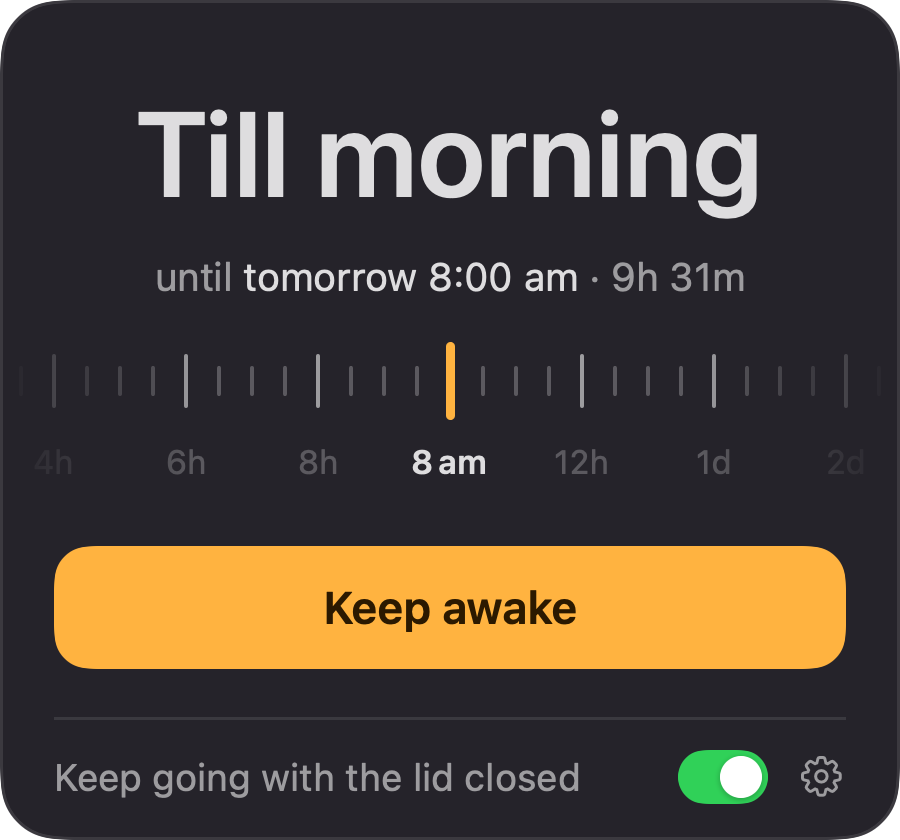 Till morning
until tomorrow 8:00 am · 9h 31m
4h 6h 8h 8 am 12h 1d 2d
Keep awake
Keep going with the lid closed